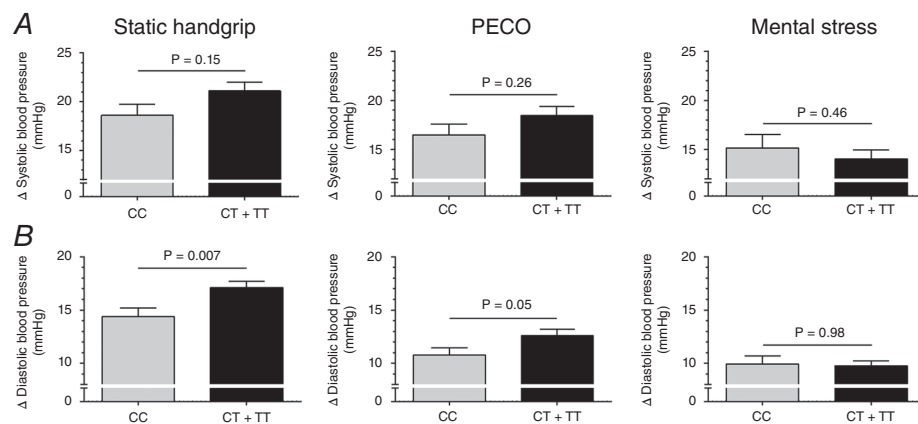 A
Static handgrip
PECO
Mental stress
Δ Systolic blood pressure
(mmHg)
25
20
15
0
P = 0.15
CC
CT + TT
Δ Systolic blood pressure
(mmHg)
25
20
15
0
P = 0.26
CC
CT + TT
Δ Systolic blood pressure
(mmHg)
25
20
15
0
P = 0.46
CC
CT + TT
B
Δ Diastolic blood pressure
(mmHg)
20
15
10
0
P = 0.007
CC
CT + TT
Δ Diastolic blood pressure
(mmHg)
20
15
10
0
P = 0.05
CC
CT + TT
Δ Diastolic blood pressure
(mmHg)
20
15
10
0
P = 0.98
CC
CT + TT